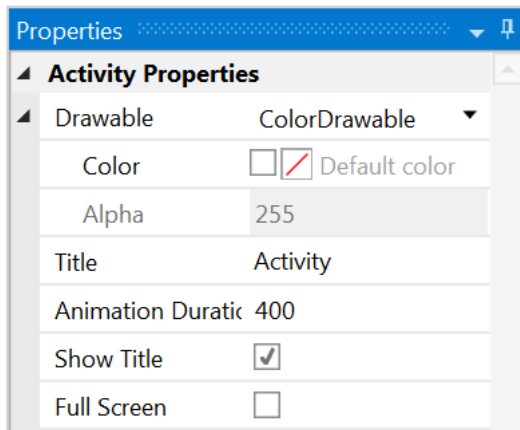 Properties
Activity Properties
Drawable ColorDrawable
Color Default color
Alpha 255
Title Activity
Animation Duratic 400
Show Title
Full Screen